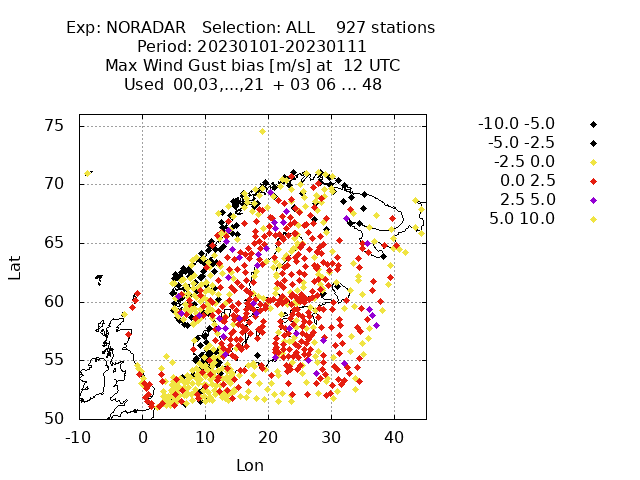 Exp: NORADAR Selection: ALL 927 stations
Period: 20230101-20230111
Max Wind Gust bias [m/s] at 12 UTC
Used 00,03,...,21 + 03 06 ... 48
-10.0 -5.0
-5.0 -2.5
-2.5 0.0
0.0 2.5
2.5 5.0
5.0 10.0
75
70
65
60
55
50
Lat
-10 0 10 20 30 40
Lon